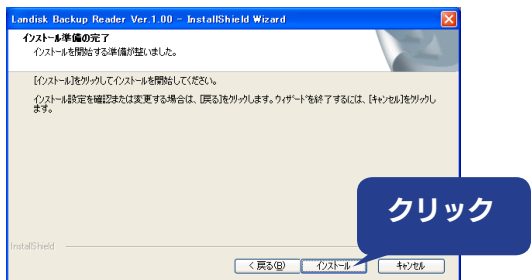 Landisk Backup Reader Ver.1.00 - InstallShield Wizard
インストール準備の完了
インストールを開始する準備が整いました。
[インストール]をクリックしてインストールを開始してください。
インストール設定を確認または変更する場合は、[戻る]をクリックします。ウィザードを終了するには、[キャンセル]をクリックし
ます。
クリック
InstallShield
< 戻る(B)
インストール
キャンセル